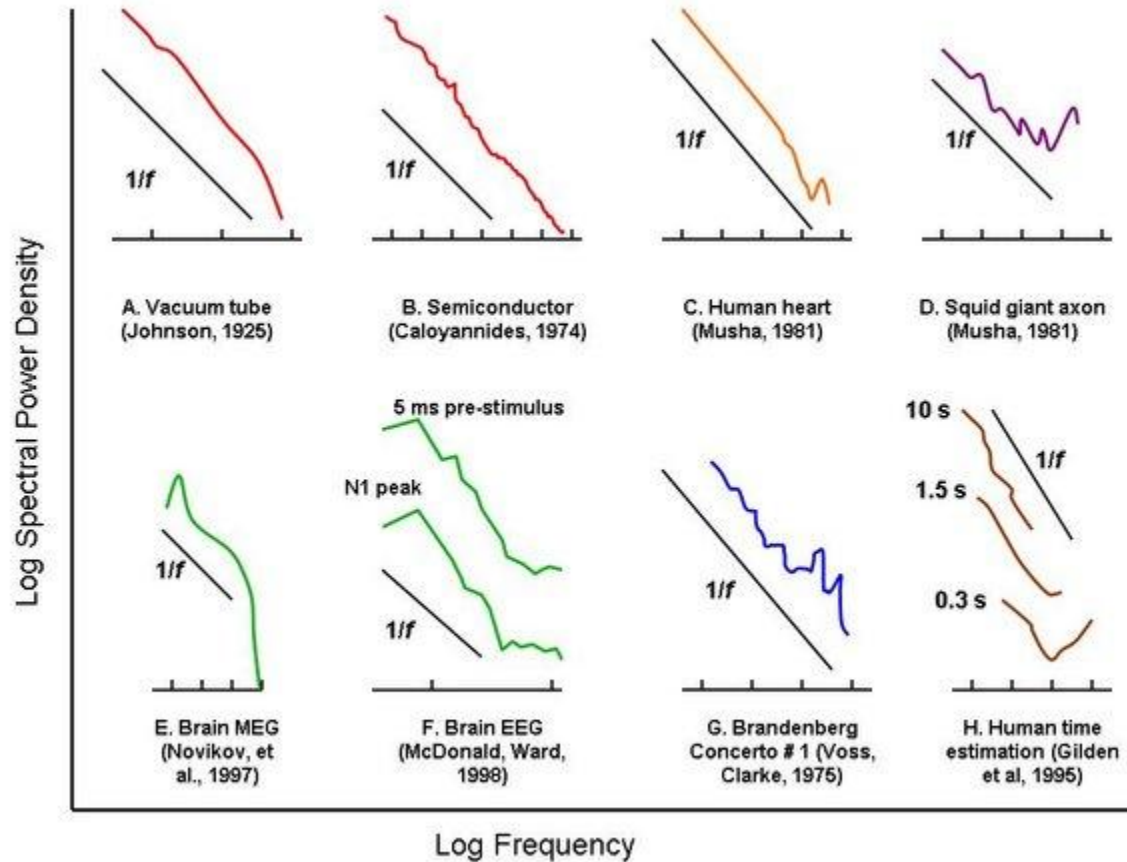 Log Spectral Power Density
1/f
1/f
1/f
1/f
A. Vacuum tube
(Johnson, 1925)
B. Semiconductor
(Caloyannides, 1974)
C. Human heart
(Musha, 1981)
D. Squid giant axon
(Musha, 1981)
1/f
5 ms pre-stimulus
N1 peak
1/f
1/f
10 s
1/f
1.5 s
0.3 s
E. Brain MEG
(Novikov, et
al., 1997)
F. Brain EEG
(McDonald, Ward,
1998)
G. Brandenberg
Concerto # 1 (Voss,
Clarke, 1975)
H. Human time
estimation (Gilden
et al, 1995)
Log Frequency